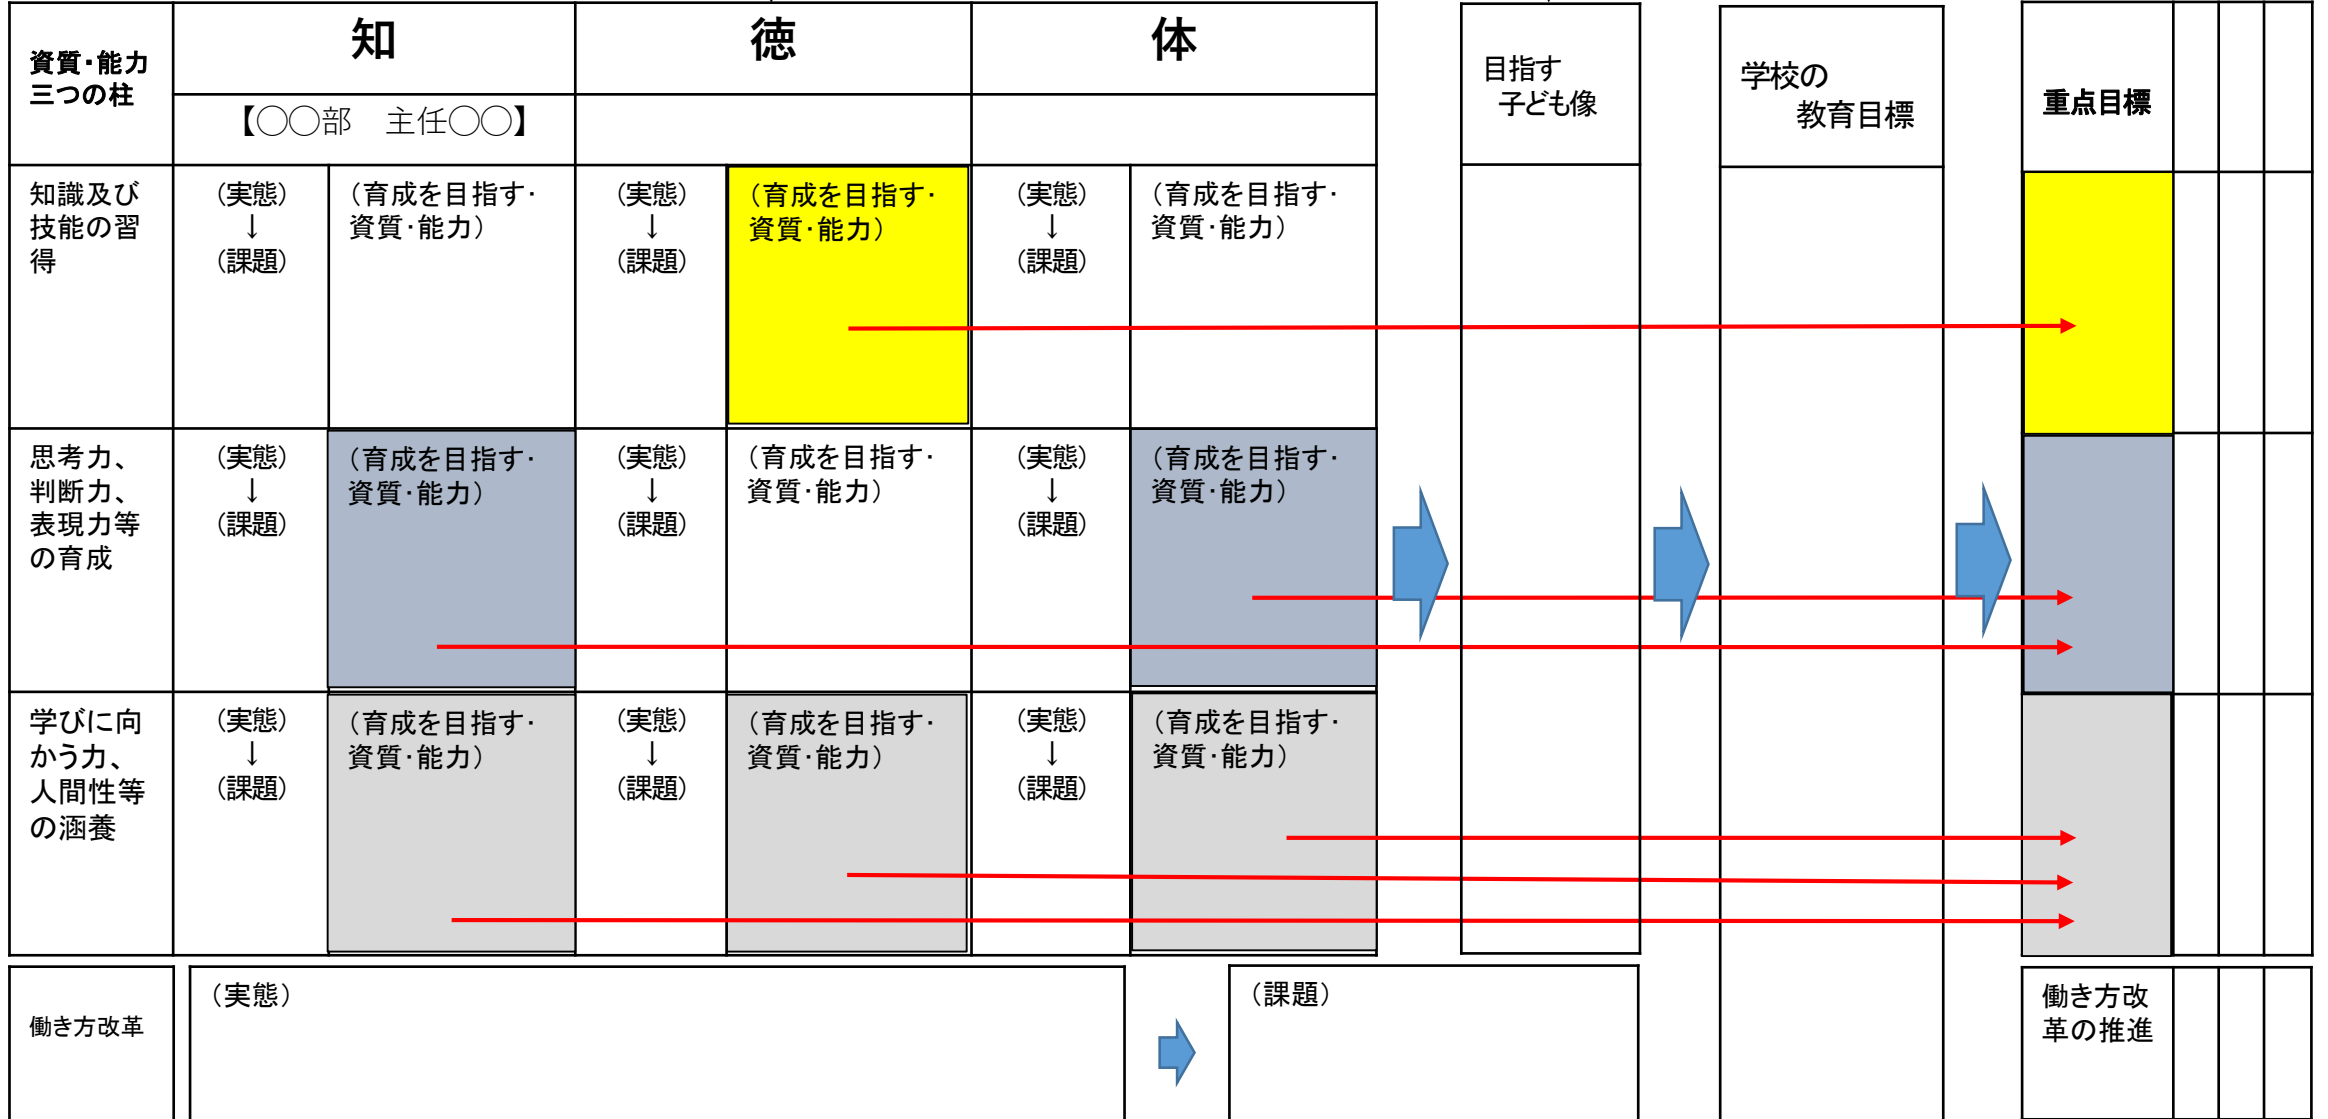 資質・能力
三つの柱
知
徳
体
【○○部　主任○○】
目指す
子ども像
学校の
教育目標
重点目標
知識及び
技能の習
得
（実態）
↓
（課題）
（育成を目指す・
資質・能力）
（実態）
↓
（課題）
（育成を目指す・
資質・能力）
（実態）
↓
（課題）
（育成を目指す・
資質・能力）
思考力、
判断力、
表現力等
の育成
（実態）
↓
（課題）
（育成を目指す・
資質・能力）
（実態）
↓
（課題）
（育成を目指す・
資質・能力）
（実態）
↓
（課題）
（育成を目指す・
資質・能力）
学びに向
かう力、
人間性等
の涵養
（実態）
↓
（課題）
（育成を目指す・
資質・能力）
（実態）
↓
（課題）
（育成を目指す・
資質・能力）
（実態）
↓
（課題）
（育成を目指す・
資質・能力）
働き方改革
（実態）
（課題）
働き方改
革の推進